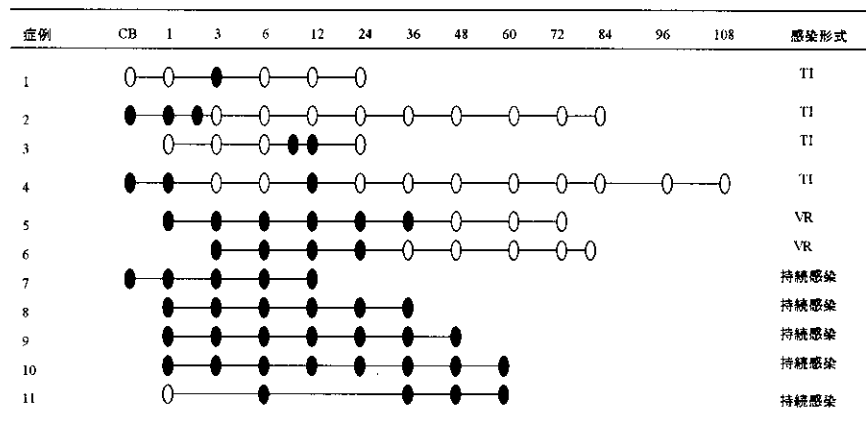 症例 CB 1 3 6 12 24 36 48 60 72 84 96 108 感染形式
1 TI
2 TI
3 TI
4 TI
5 VR
6 VR
7 持続感染
8 持続感染
9 持続感染
10 持続感染
11 持続感染